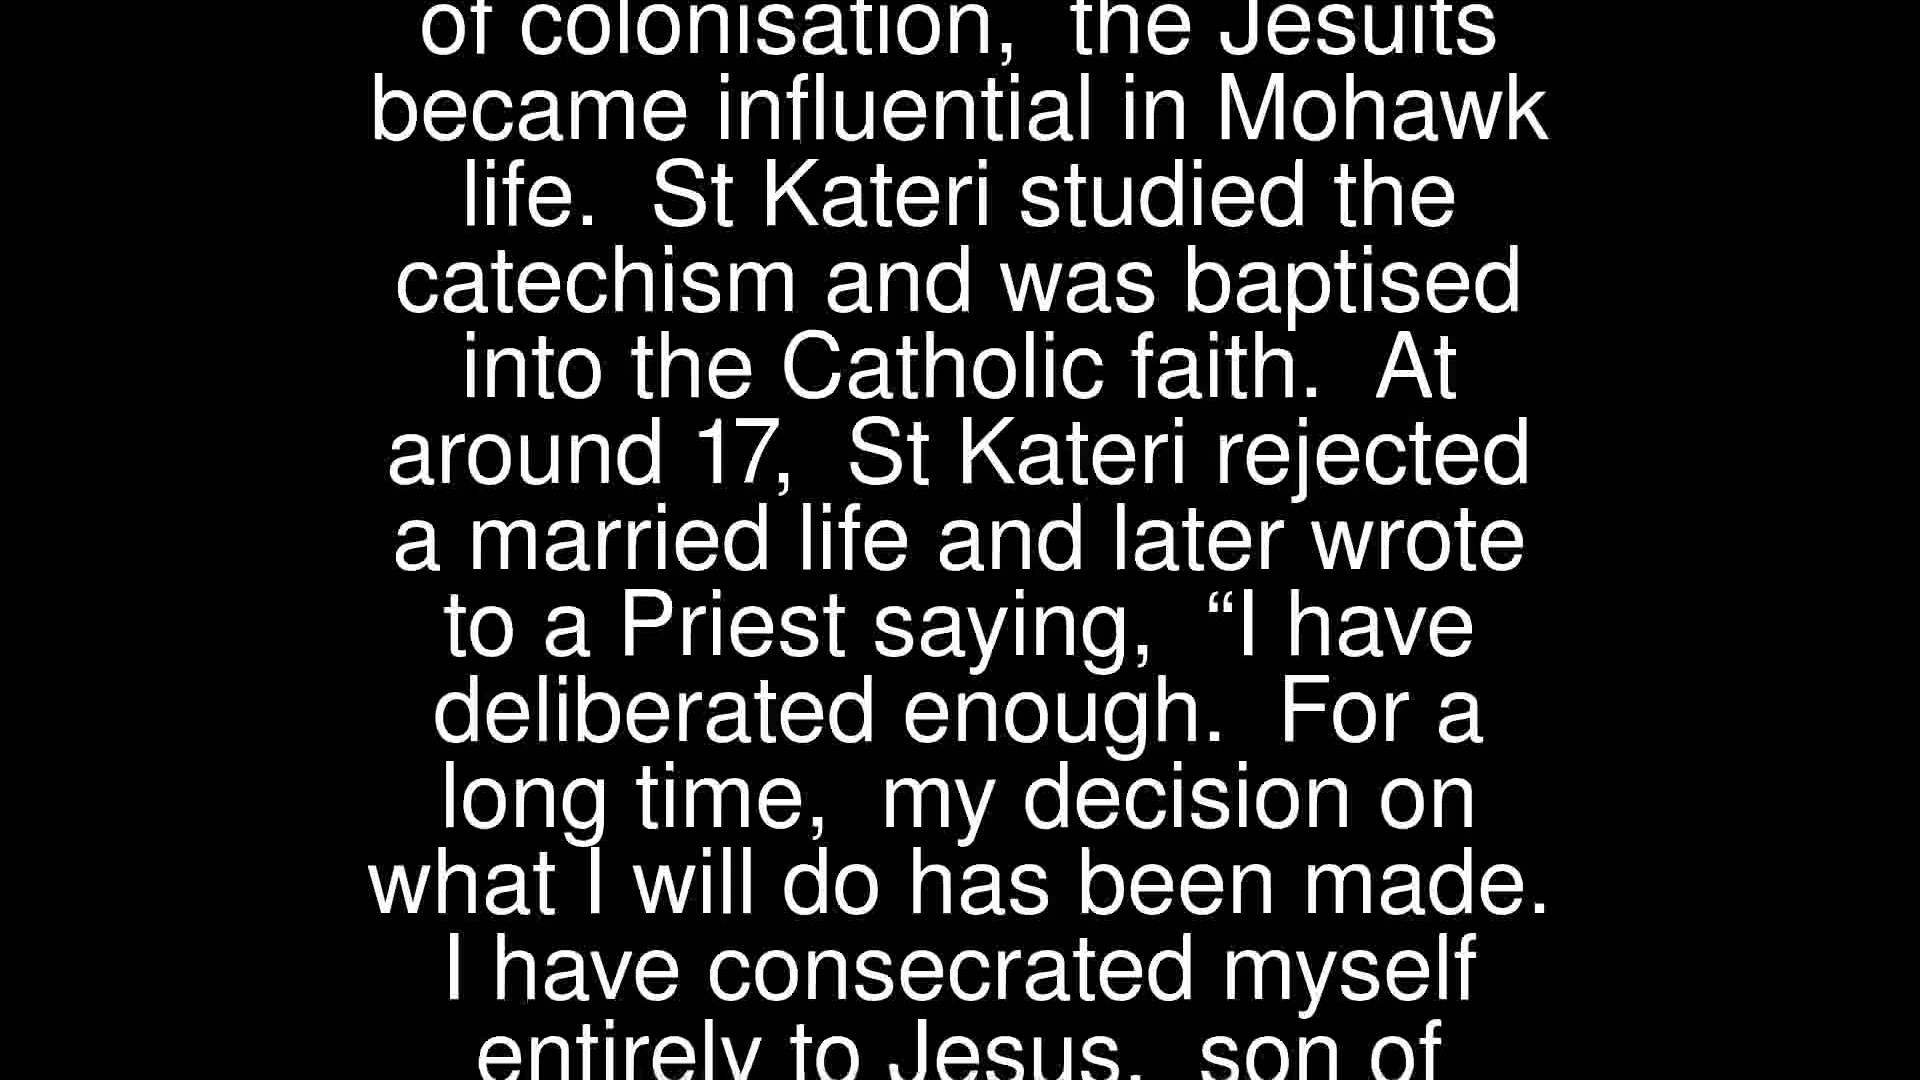 of colonisation,  the Jesuits
became influential in Mohawk
life.  St Kateri studied the
catechism and was baptised
into the Catholic faith.  At
around 17,  St Kateri rejected
a married life and later wrote
to a Priest saying,  “I have
deliberated enough.  For a
long time,  my decision on
what I will do has been made.
I have consecrated myself
entirely to Jesus,  son of